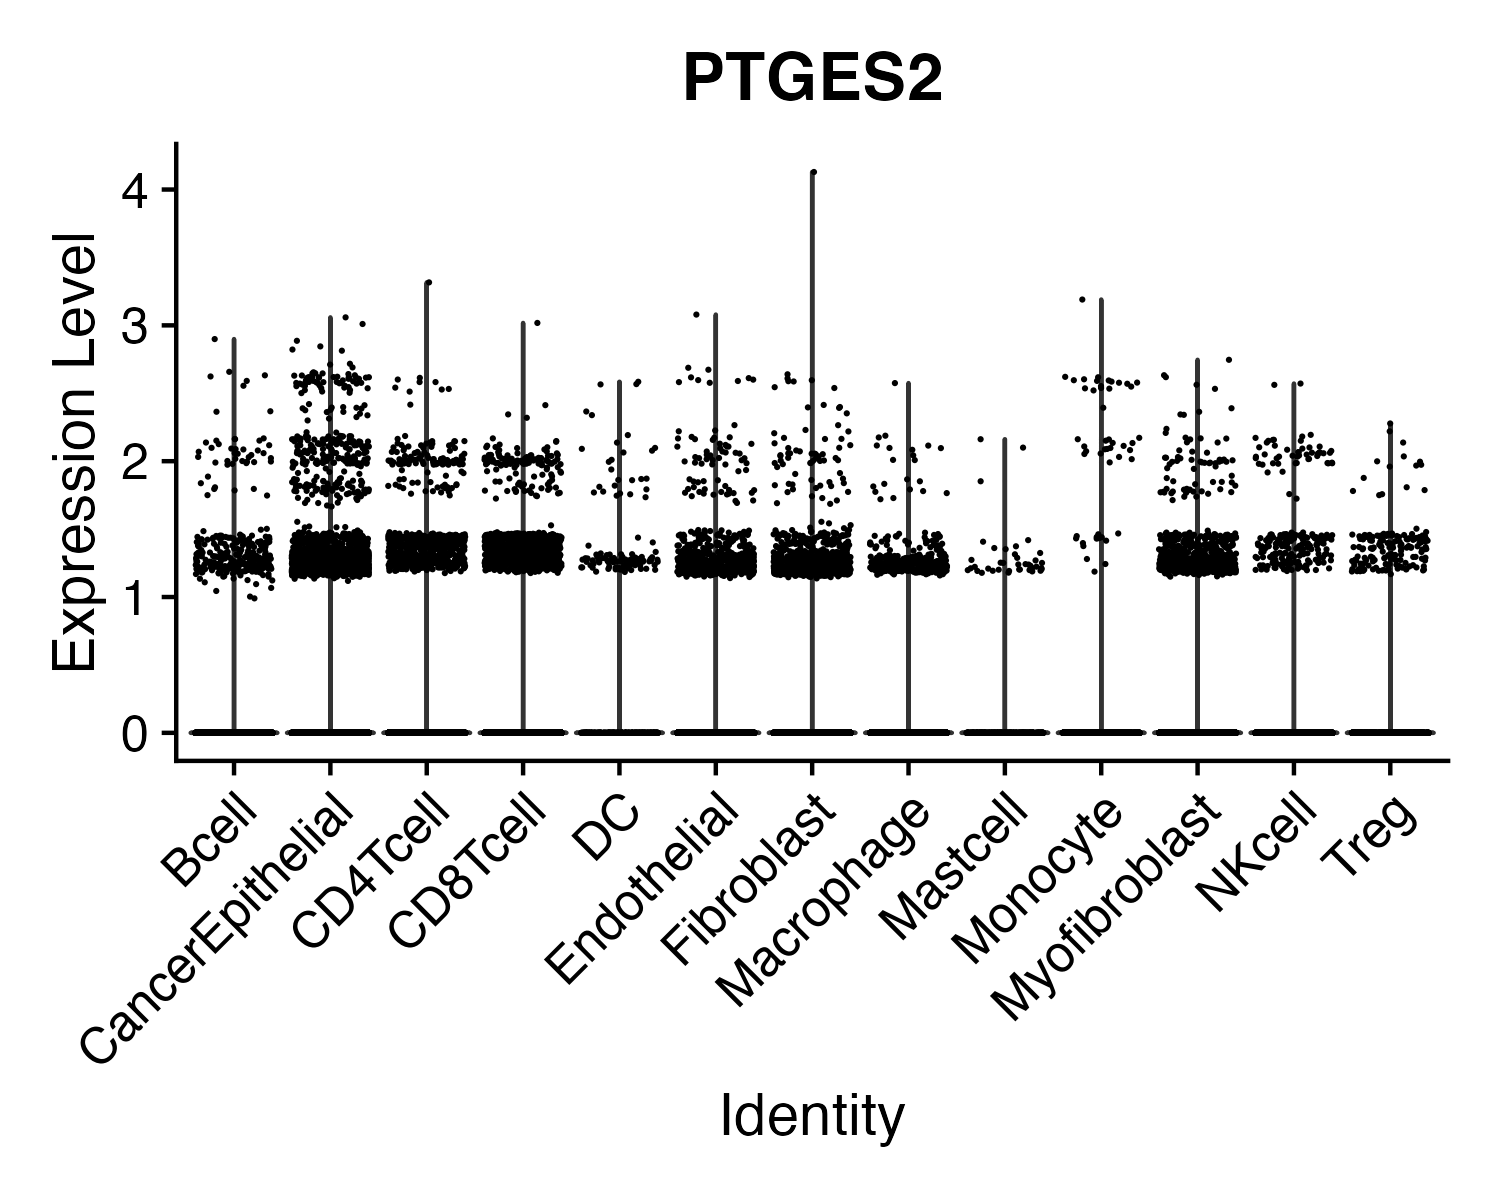 PTGES2
Expression Level
4
3
2
1
0
Bcell
CancerEpithelial
CD4Tcell
CD8Tcell
DC
Endothelial
Fibroblast
Macrophage
Mastcell
Monocyte
Myofibroblast
NKcell
Treg
Identity